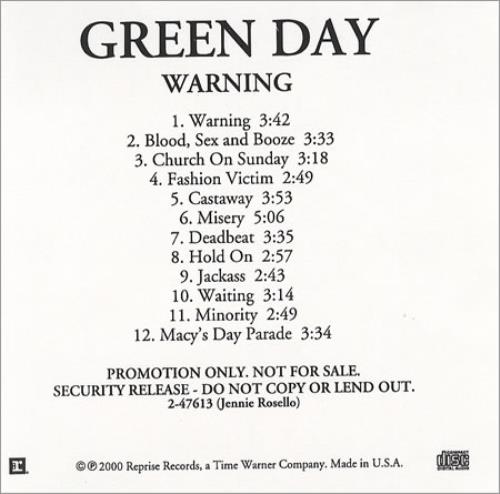 GREEN DAY
WARNING
1. Warning 3:42
2. Blood, Sex and Booze 3:33
3. Church On Sunday 3:18
4. Fashion Victim 2:49
5. Castaway 3:53
6. Misery 5:06
7. Deadbeat 3:35
8. Hold On 2:57
9. Jackass 2:43
10. Waiting 3:14
11. Minority 2:49
12. Macy's Day Parade 3:34
PROMOTION ONLY. NOT FOR SALE.
SECURITY RELEASE - DO NOT COPY OR LEND OUT.
2-47613 (Jennie Rosello)
r
©℗2000 Reprise Records, a Time Warner Company. Made in U.S.A.
COMPACT
disc
DIGITAL AUDIO